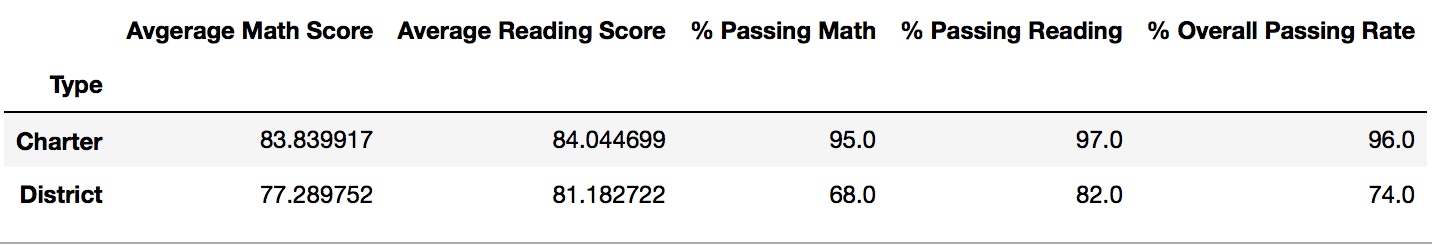 Avgerage Math Score Average Reading Score % Passing Math % Passing Reading % Overall Passing Rate
Type
Charter 83.839917 84.044699 95.0 97.0 96.0
District 77.289752 81.182722 68.0 82.0 74.0